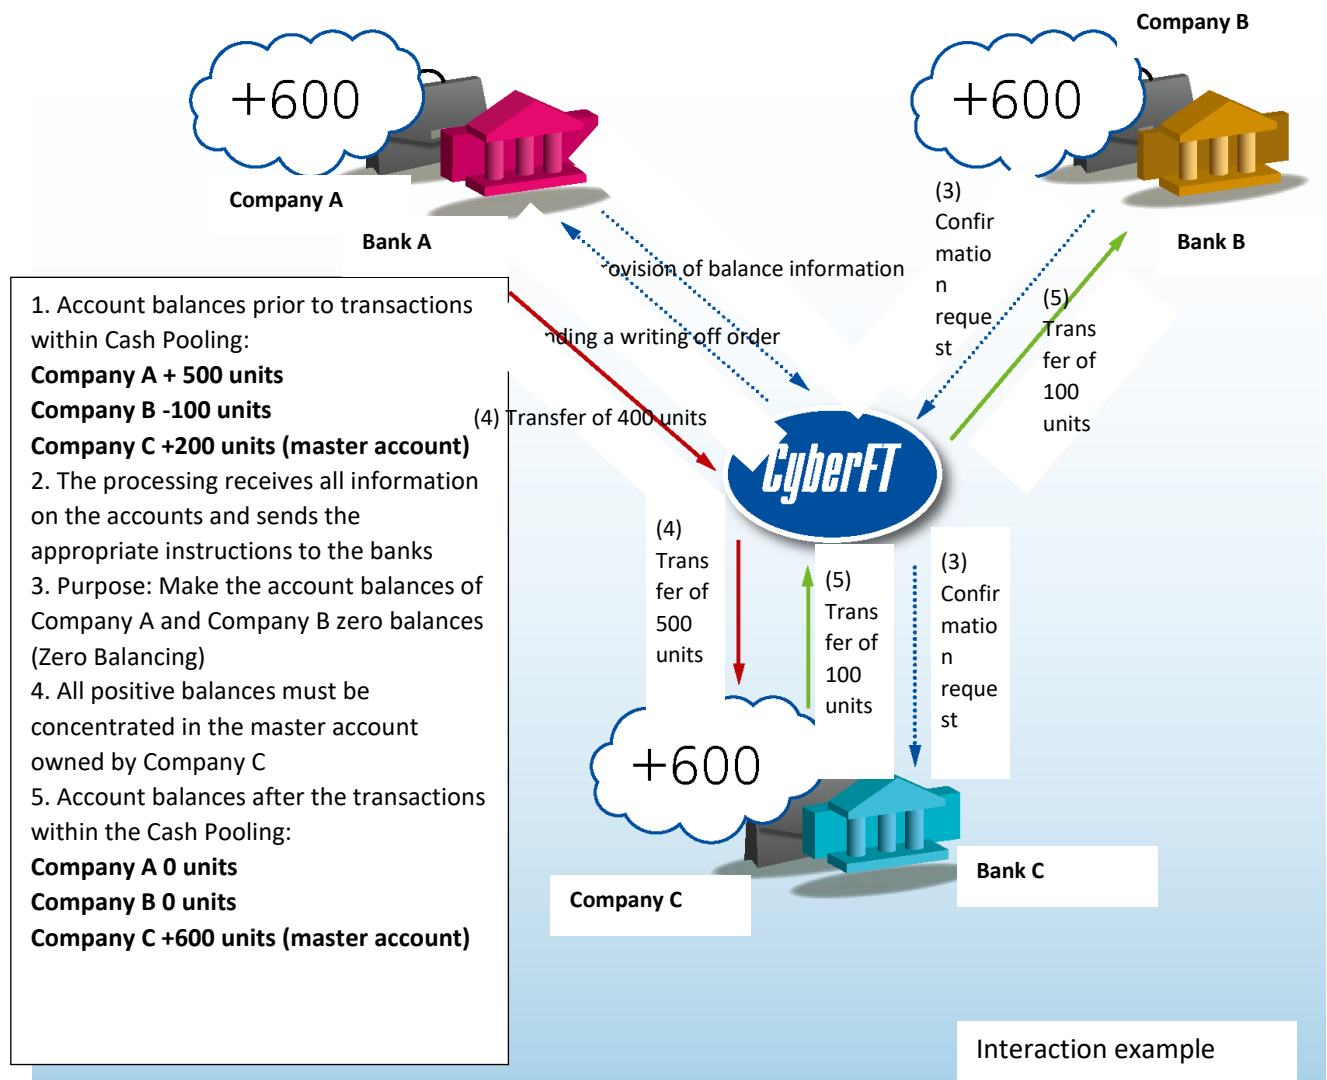 Company B
+600
+600
Company A
Bank A
(3)
Confir
matio
n
reque
st
Bank B
ovision of balance information
nding a writing off order
(4) Transfer of 400 units
(5)
Trans
fer of
100
units
1. Account balances prior to transactions
within Cash Pooling:
Company A + 500 units
Company B -100 units
Company C +200 units (master account)
2. The processing receives all information
on the accounts and sends the
appropriate instructions to the banks
3. Purpose: Make the account balances of
Company A and Company B zero balances
(Zero Balancing)
4. All positive balances must be
concentrated in the master account
owned by Company C
5. Account balances after the transactions
within the Cash Pooling:
Company A 0 units
Company B 0 units
Company C +600 units (master account)
CyberFT
(4)
Trans
fer of
500
units
(5)
Trans
fer of
100
units
(3)
Confir
matio
n
reque
st
+600
Company C
Bank C
Interaction example